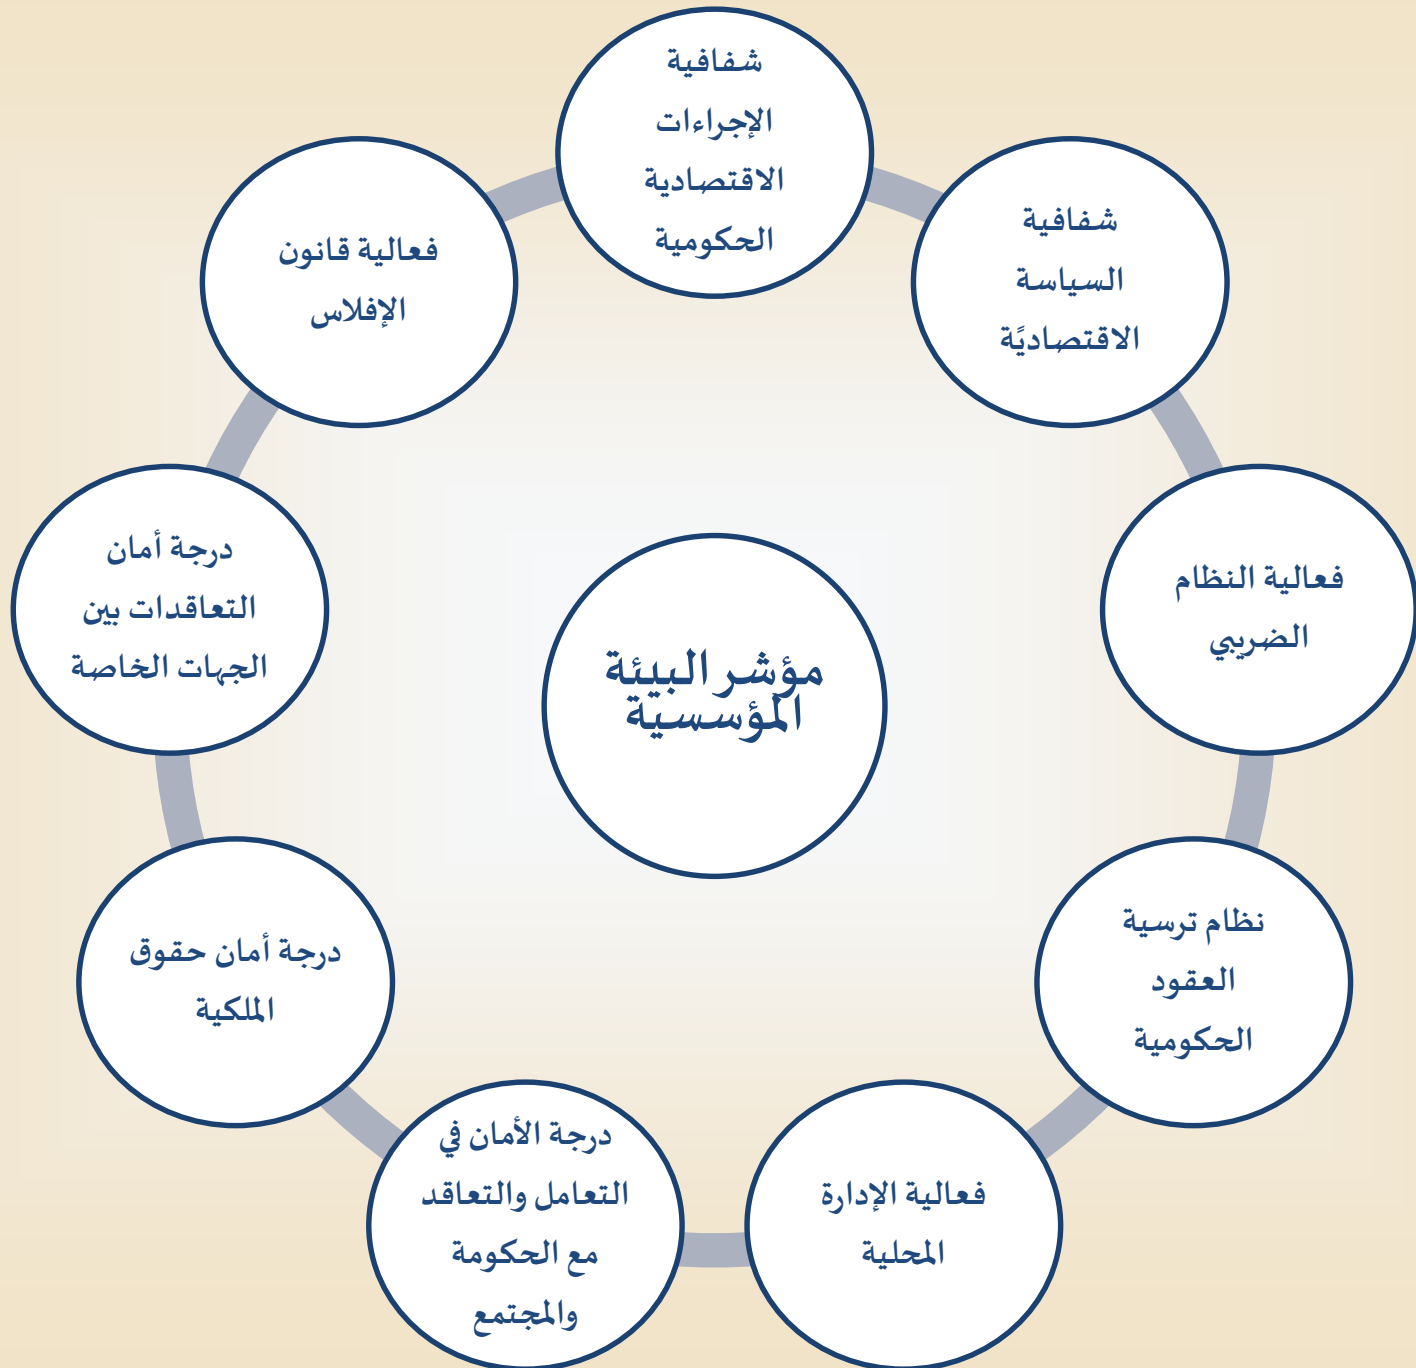 شفافية
الإجراءات
الاقتصادية
الحكومية
شفافية
السياسة
الاقتصاديًة
فعالية النظام
الضريبي
نظام ترسية
العقود
الحكومية
فعالية الإدارة
المحلية
درجة الأمان في
التعامل والتعاقد
مع الحكومة
والمجتمع
درجة أمان حقوق
الملكية
درجة أمان
التعاقدات بين
الجهات الخاصة
فعالية قانون
الإفلاس
مؤشر البيئة
المؤسسية